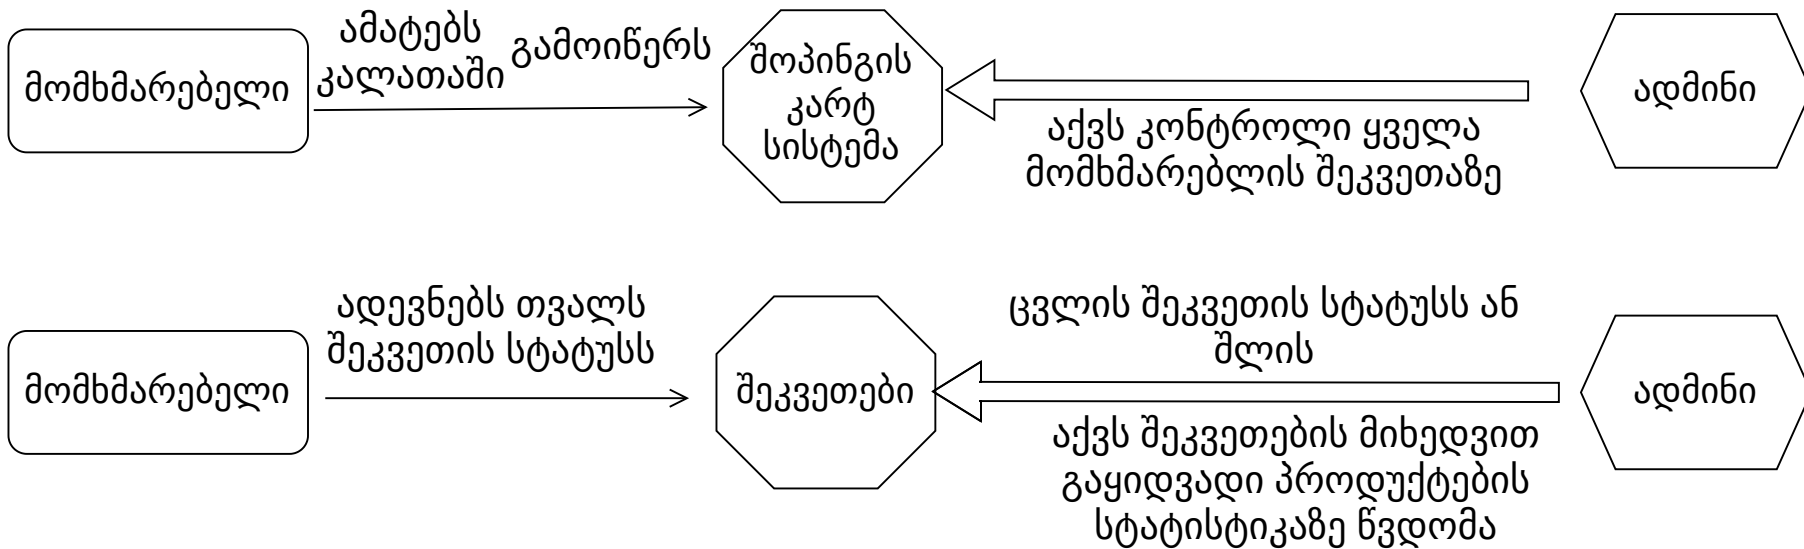 მომხმარებელი
ამატებს
კალათაში
გამოიწერს
შოპინგის
კარტ
სისტემა
აქვს კონტროლი ყველა
მომხმარებლის შეკვეთაზე
ადმინი
მომხმარებელი
ადევნებს თვალს
შეკვეთის სტატუსს
შეკვეთები
ცვლის შეკვეთის სტატუსს ან
შლის
აქვს შეკვეთების მიხედვით
გაყიდვადი პროდუქტების
სტატისტიკაზე წვდომა
ადმინი